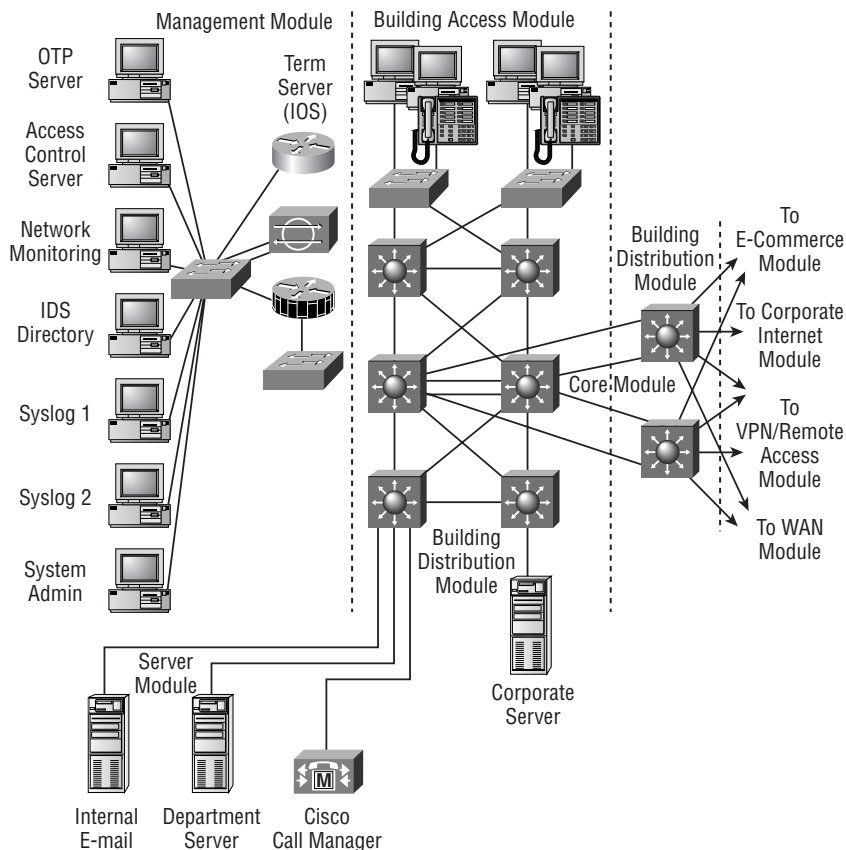 Management Module
Building Access Module
OTP
Server
Term
Server
(IOS)
Access
Control
Server
Network
Monitoring
IDS
Directory
Syslog 1
Syslog 2
System
Admin
Building
Distribution
Module
To
E-Commerce
Module
To Corporate
Internet
Module
Core Module
To
VPN/Remote
Access
Module
To WAN
Module
Building
Distribution
Module
Server
Module
Corporate
Server
M
Internal
E-mail
Department
Server
Cisco
Call Manager